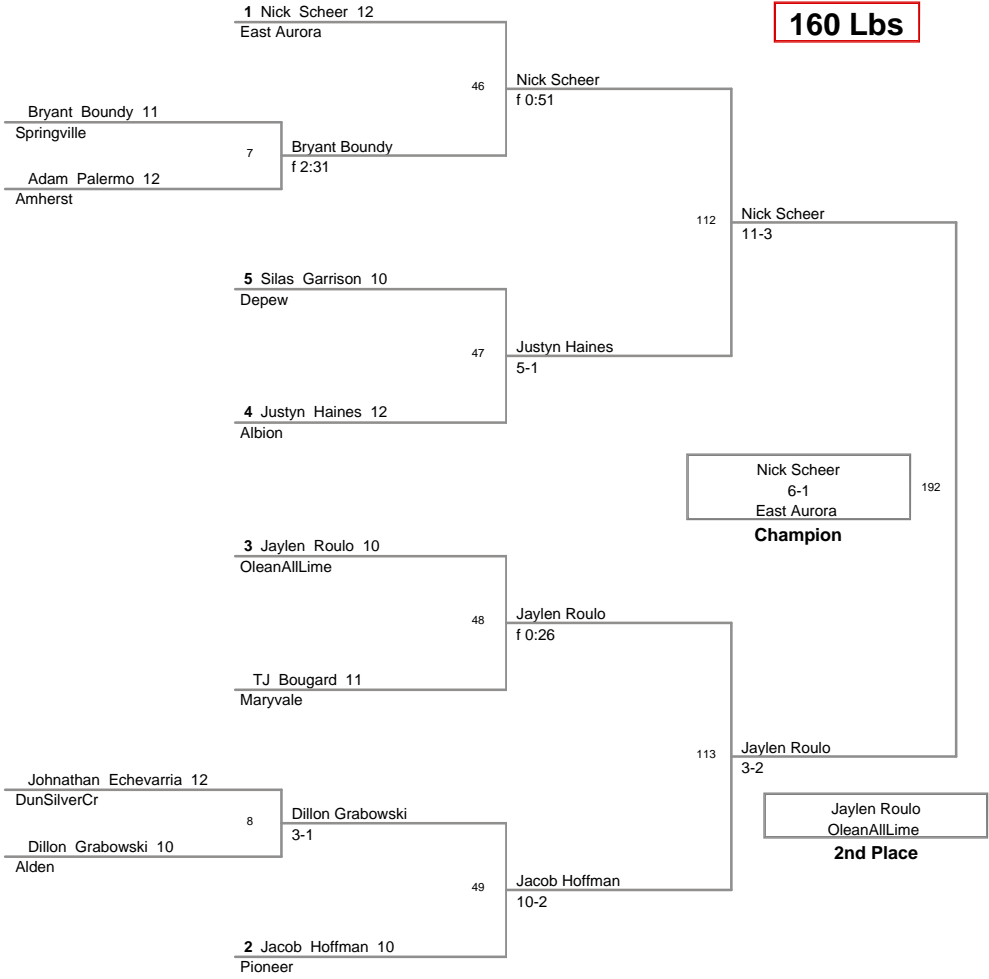 1 Nick Scheer 12
East Aurora
160 Lbs
46
Nick Scheer
f 0:51
Bryant Boundy 11
Springville
7
Bryant Boundy
f 2:31
Adam Palermo 12
Amherst
112
Nick Scheer
11-3
5 Silas Garrison 10
Depew
47
Justyn Haines
5-1
4 Justyn Haines 12
Albion
Nick Scheer
6-1
East Aurora
Champion
192
3 Jaylen Roulo 10
OleanAllLime
48
Jaylen Roulo
f 0:26
TJ Bougard 11
Maryvale
113
Jaylen Roulo
3-2
Johnathan Echevarria 12
DunSilverCr
8
Dillon Grabowski
3-1
Dillon Grabowski 10
Alden
Jaylen Roulo
OleanAllLime
2nd Place
49
Jacob Hoffman
10-2
2 Jacob Hoffman 10
Pioneer